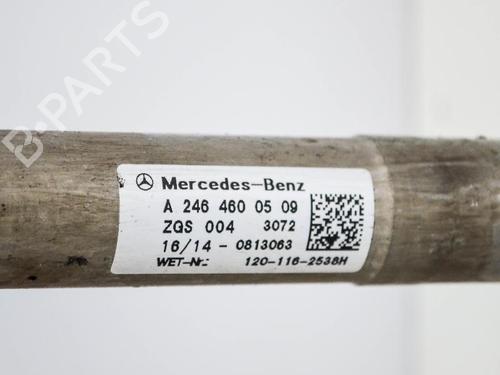 B-PARTS
Mercedes-Benz
A 246 460 05 09
ZGS 004 3072
16/14 - 0813063
WET-Nr.: 120-116-2538H